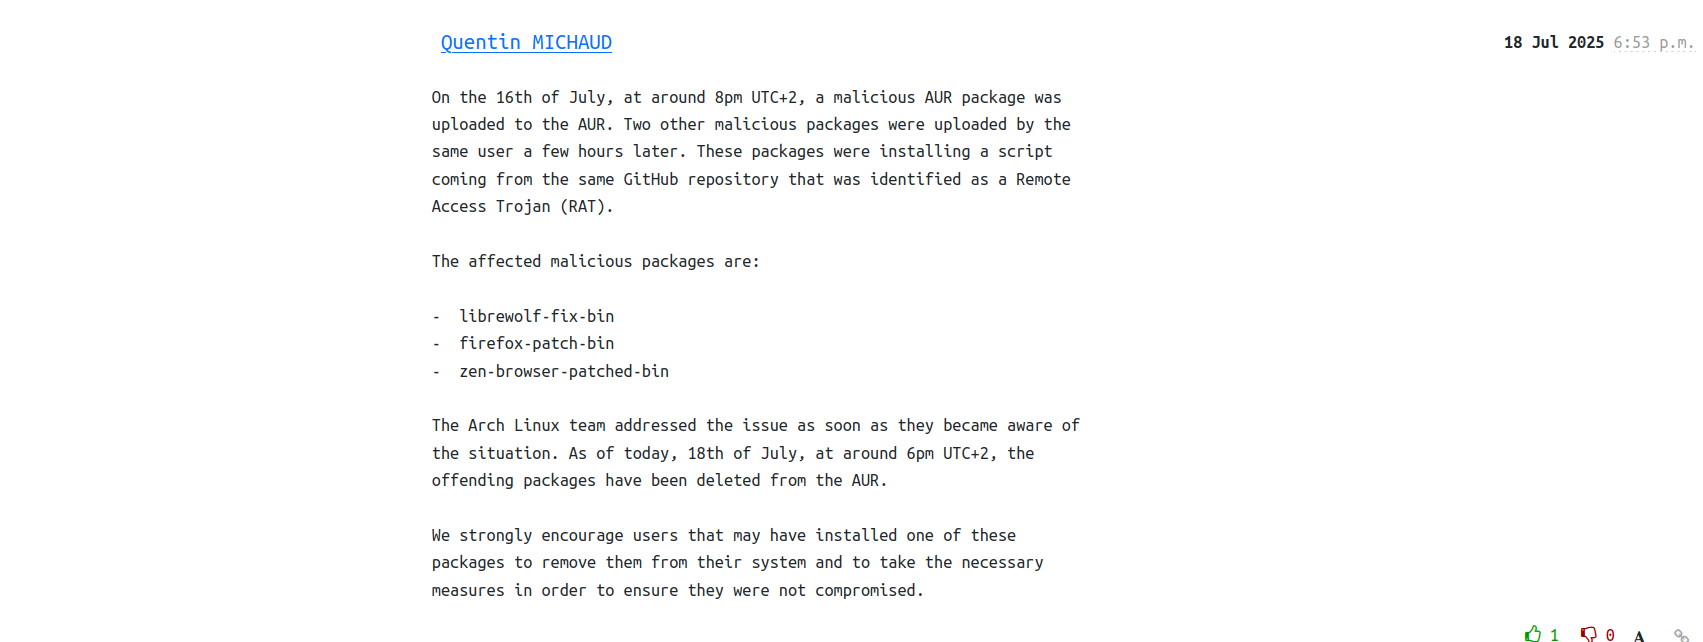 Quentin MICHAUD
18 Jul 2025 6:53 p.m.
On the 16th of July, at around 8pm UTC+2, a malicious AUR package was
uploaded to the AUR. Two other malicious packages were uploaded by the
same user a few hours later. These packages were installing a script
coming from the same GitHub repository that was identified as a Remote
Access Trojan (RAT).
The affected malicious packages are:
- librewolf-fix-bin
- firefox-patch-bin
- zen-browser-patched-bin
The Arch Linux team addressed the issue as soon as they became aware of
the situation. As of today, 18th of July, at around 6pm UTC+2, the
offending packages have been deleted from the AUR.
We strongly encourage users that may have installed one of these
packages to remove them from their system and to take the necessary
measures in order to ensure they were not compromised.
1 0 A